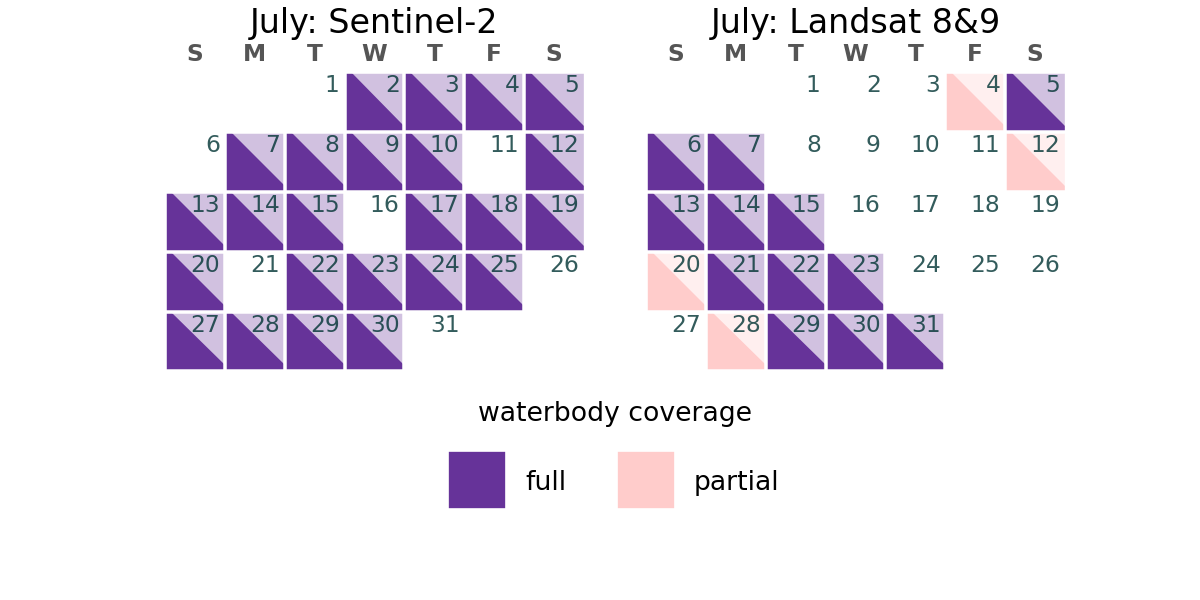 July: Sentinel-2
S M T W T F S
1 2 3 4 5
6 7 8 9 10 11 12
13 14 15 16 17 18 19
20 21 22 23 24 25 26
27 28 29 30 31
July: Landsat 8&9
S M T W T F S
1 2 3 4 5
6 7 8 9 10 11 12
13 14 15 16 17 18 19
20 21 22 23 24 25 26
27 28 29 30 31
waterbody coverage
full partial